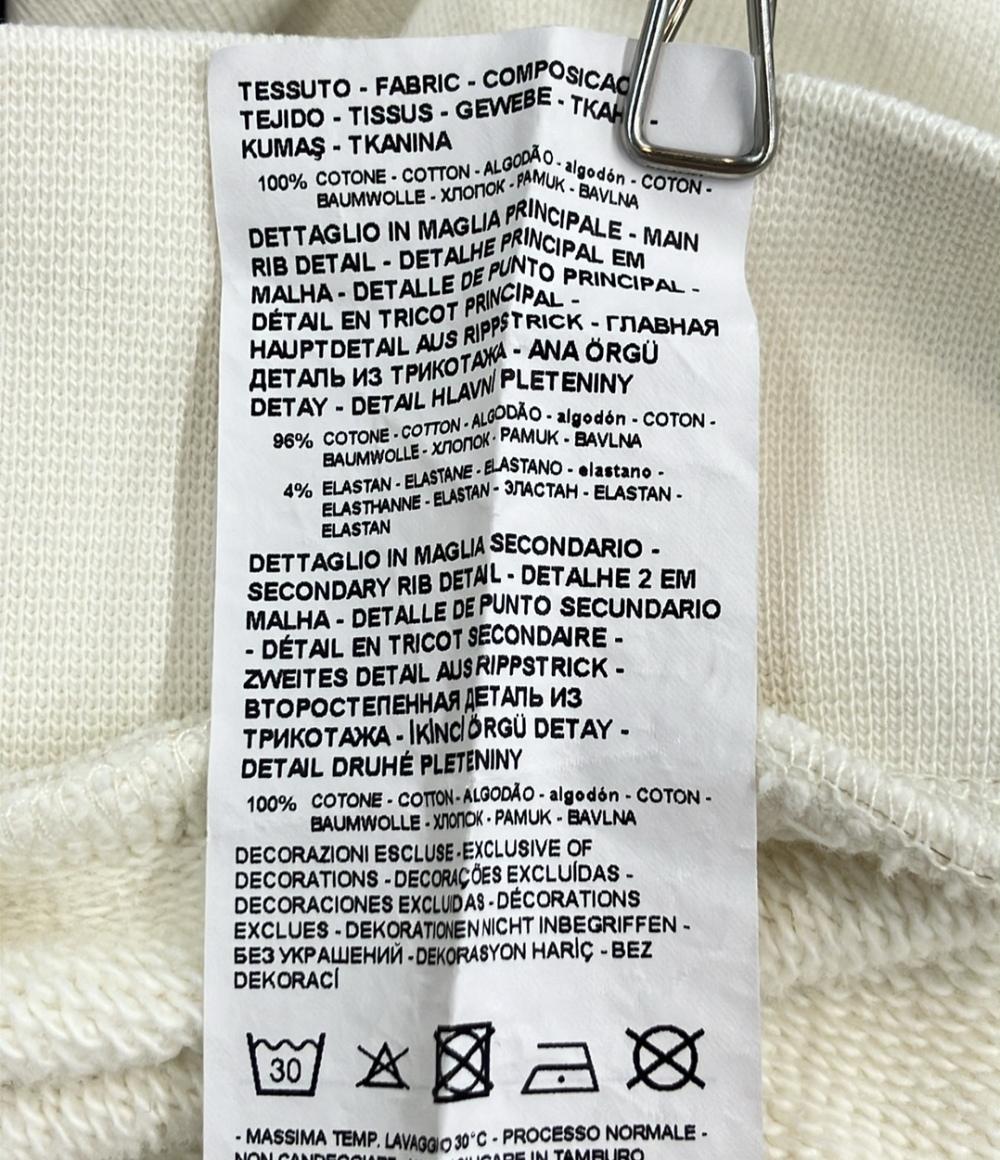 TESSUTO - FABRIC - COMPOSICAO
TEJIDO - TISSUS - GEWEBE - -
KUMAŞ - TKANINA
100% COTONE - COTTON - ALGODÃO - algodón - COTON -
BAUMWOLLE - ХЛОПОК - PAMUK - BAVLNA
DETTAGLIO IN MAGLIA PRINCIPALE - MAIN
RIB DETAIL - DETALHE PRINCIPAL EM
MALHA - DETALLE DE PUNTO PRINCIPAL -
DÉTAIL EN TRICOT PRINCIPAL -
HAUPTDETAIL AUS RIPPSTRICK - ГЛАВНАЯ
ДЕТАЛЬ ИЗ ТРИКОТАЖА - ANA ÖRGÜ
DETAY - DETAIL HLAVNÍ PLETENINY
96% COTONE - COTTON - ALGODÃO - algodón - COTON -
BAUMWOLLE - ХЛОПОК - PAMUK - BAVLNA
4% ELASTAN - ELASTANE - ELASTANO - elastano -
ELASTHANNE - ELASTAN - ЭЛАСТАН - ELASTAN -
ELASTAN
DETTAGLIO IN MAGLIA SECONDARIO -
SECONDARY RIB DETAIL - DETALHE 2 EM
MALHA - DETALLE DE PUNTO SECUNDARIO
- DÉTAIL EN TRICOT SECONDAIRE -
ZWEITES DETAIL AUS RIPPSTRICK -
ВТОРОСТЕПЕННАЯ ДЕТАЛЬ ИЗ
ТРИКОТАЖА - İKİNCİ ÖRGÜ DETAY -
DETAIL DRUHÉ PLETENINY
100% COTONE - COTTON - ALGODÃO - algodón - COTON -
BAUMWOLLE - ХЛОПОК - PAMUK - BAVLNA
DECORAZIONI ESCLUSE - EXCLUSIVE OF
DECORATIONS - DECORAÇÕES EXCLUÍDAS -
DECORACIONES EXCLUIDAS - DÉCORATIONS
EXCLUES - DEKORATIONEN NICHT INBEGRIFFEN -
БЕЗ УКРАШЕНИЙ - DEKORASYON HARİÇ - BEZ
DEKORACÍ
30
- MASSIMA TEMP. LAVAGGIO 30°C - PROCESSO NORMALE -
NON CANDEGGIARE IN TAMBURO